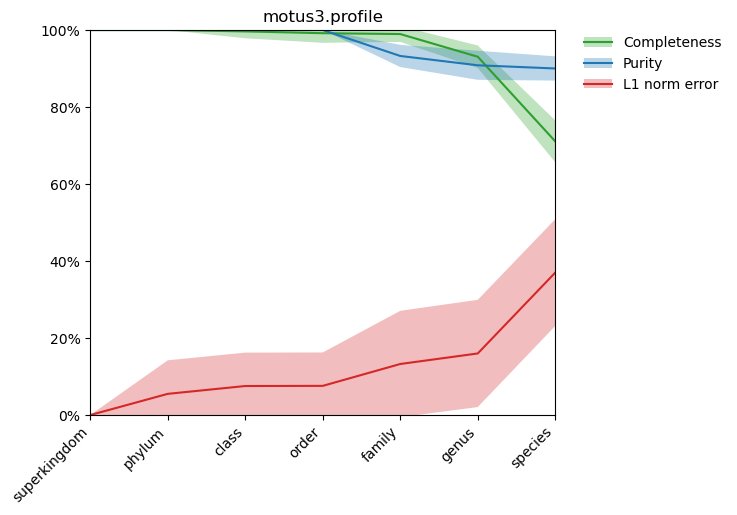 motus3.profile
100%
80%
60%
40%
20%
0%
superkingdom
phylum
class
order
family
genus
species
Completeness
Purity
L1 norm error